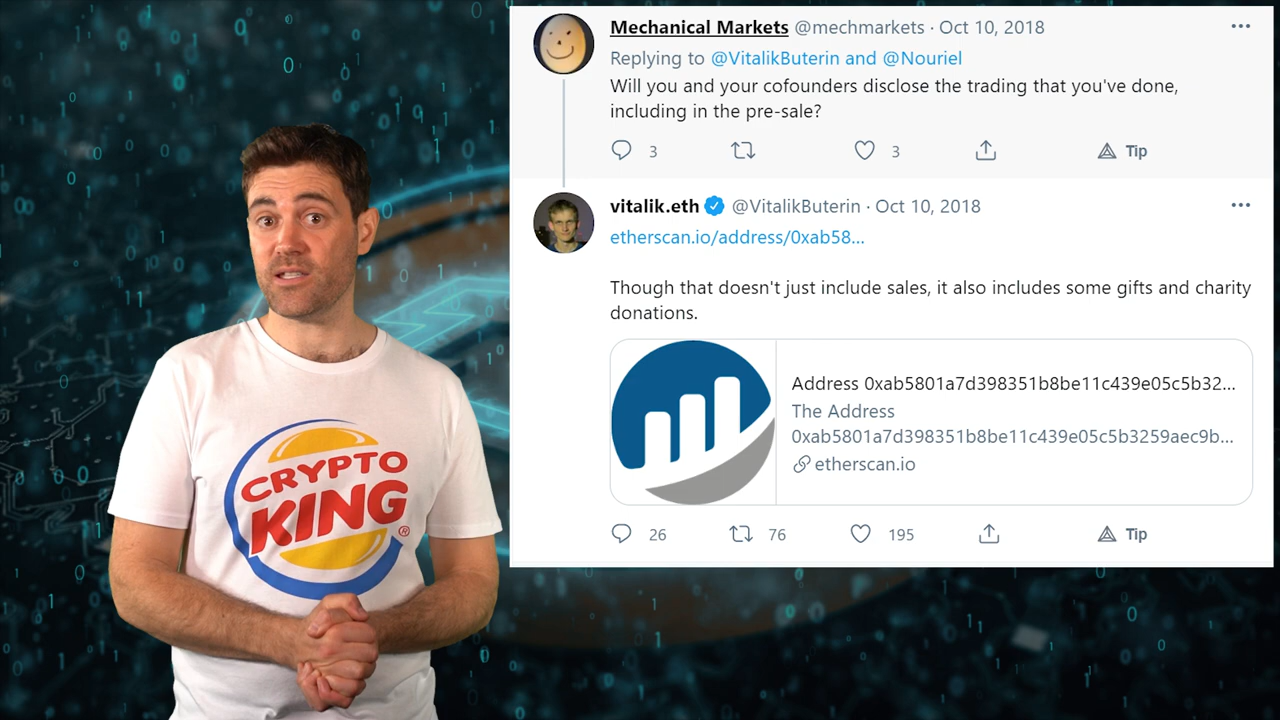 Mechanical Markets @mechmarkets · Oct 10, 2018
Replying to @VitalikButerin and @Nouriel
Will you and your cofounders disclose the trading that you've done,
including in the pre-sale?
3 3 Tip
vitalik.eth @VitalikButerin · Oct 10, 2018
etherscan.io/address/0xab58...
Though that doesn't just include sales, it also includes some gifts and charity
donations.
Address 0xab5801a7d398351b8be11c439e05c5b32...
The Address
0xab5801a7d398351b8be11c439e05c5b3259aec9b...
etherscan.io
26 76 195 Tip
CRYPTO
KING®